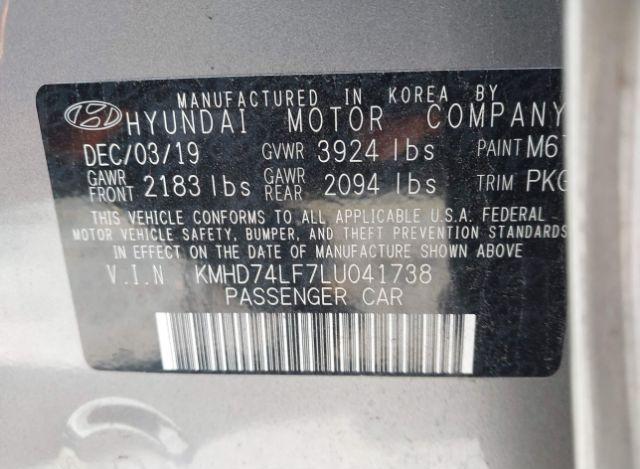 MANUFACTURED IN KOREA BY
HYUNDAI MOTOR COMPANY
DEC/03/19 GVWR 3924 lbs PAINT M6T
GAWR FRONT 2183 lbs GAWR REAR 2094 lbs TRIM PKG
THIS VEHICLE CONFORMS TO ALL APPLICABLE U.S.A. FEDERAL
MOTOR VEHICLE SAFETY, BUMPER, AND THEFT PREVENTION STANDARDS
IN EFFECT ON THE DATE OF MANUFACTURE SHOWN ABOVE
V.I.N KMHD74LF7LU041738
PASSENGER CAR